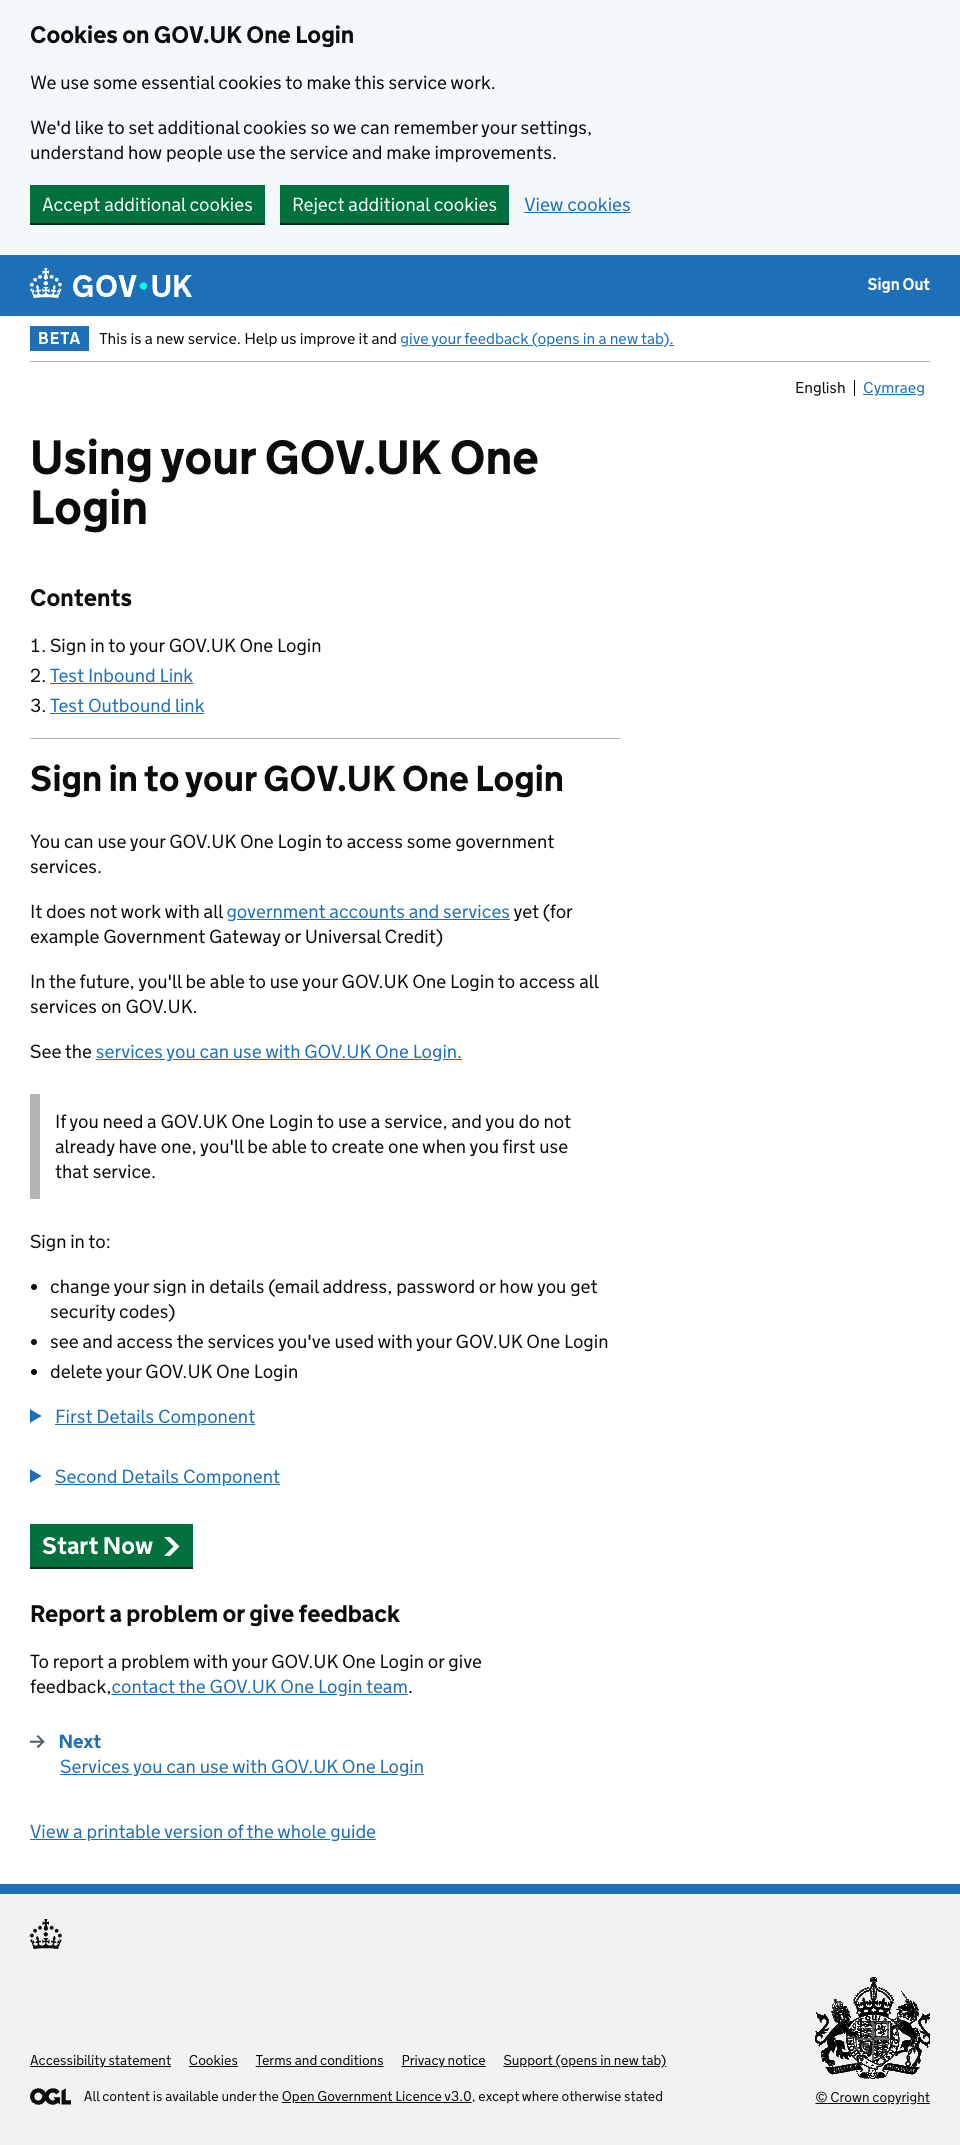 Cookies on GOV.UK One Login
We use some essential cookies to make this service work.
We'd like to set additional cookies so we can remember your settings,
understand how people use the service and make improvements.
Accept additional cookies Reject additional cookies View cookies
GOV·UK Sign Out
BETA This is a new service. Help us improve it and give your feedback (opens in a new tab).
English | Cymraeg
Using your GOV.UK One
Login
Contents
1. Sign in to your GOV.UK One Login
2. Test Inbound Link
3. Test Outbound link
Sign in to your GOV.UK One Login
You can use your GOV.UK One Login to access some government
services.
It does not work with all government accounts and services yet (for
example Government Gateway or Universal Credit)
In the future, you'll be able to use your GOV.UK One Login to access all
services on GOV.UK.
See the services you can use with GOV.UK One Login.
If you need a GOV.UK One Login to use a service, and you do not
already have one, you'll be able to create one when you first use
that service.
Sign in to:
• change your sign in details (email address, password or how you get
security codes)
• see and access the services you've used with your GOV.UK One Login
• delete your GOV.UK One Login
First Details Component
Second Details Component
Start Now
Report a problem or give feedback
To report a problem with your GOV.UK One Login or give
feedback,contact the GOV.UK One Login team.
Next
Services you can use with GOV.UK One Login
View a printable version of the whole guide
Accessibility statement Cookies Terms and conditions Privacy notice Support (opens in new tab)
OGL All content is available under the Open Government Licence v3.0, except where otherwise stated
© Crown copyright